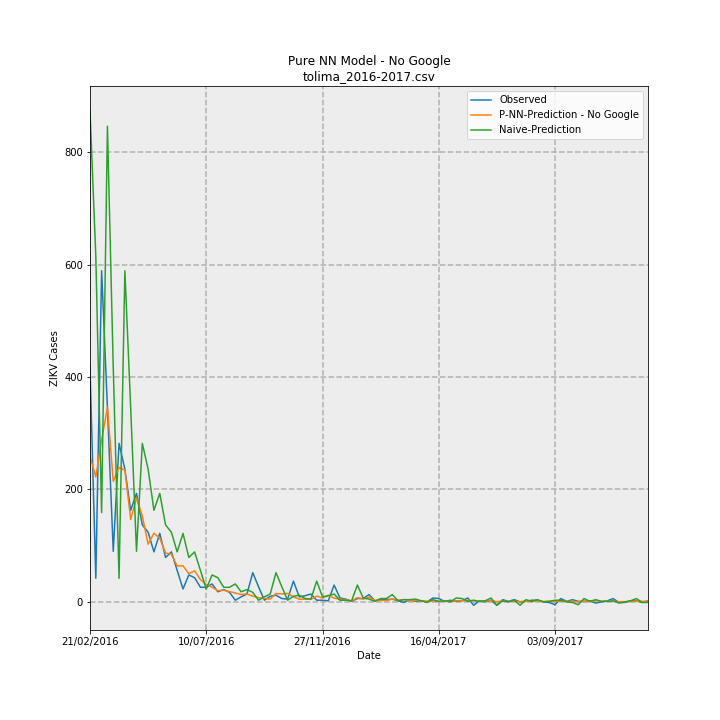 Pure NN Model - No Google
tolima_2016-2017.csv
Observed
P-NN-Prediction - No Google
Naive-Prediction
ZIKV Cases
800
600
400
200
0
21/02/2016
10/07/2016
27/11/2016
16/04/2017
03/09/2017
Date